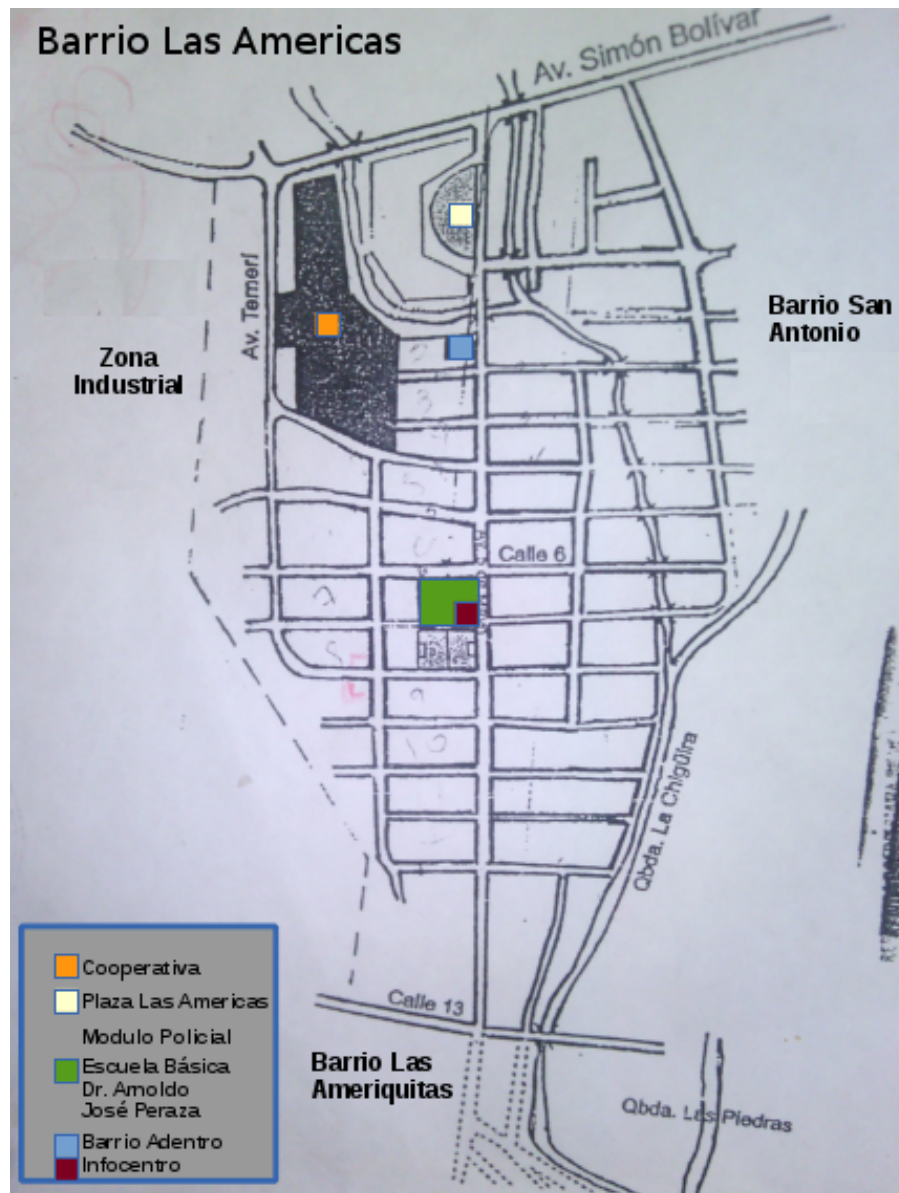 Barrio Las Americas
Av. Simón Bolívar
Av. Temerí
Barrio San
Antonio
Zona
Industrial
Calle 6
Qbda. La Chigüira
Cooperativa
Plaza Las Americas
Modulo Policial
Escuela Básica
Dr. Arnoldo
José Peraza
Barrio Adentro
Infocentro
Calle 13
Barrio Las
Ameriquitas
Qbda. Las Piedras